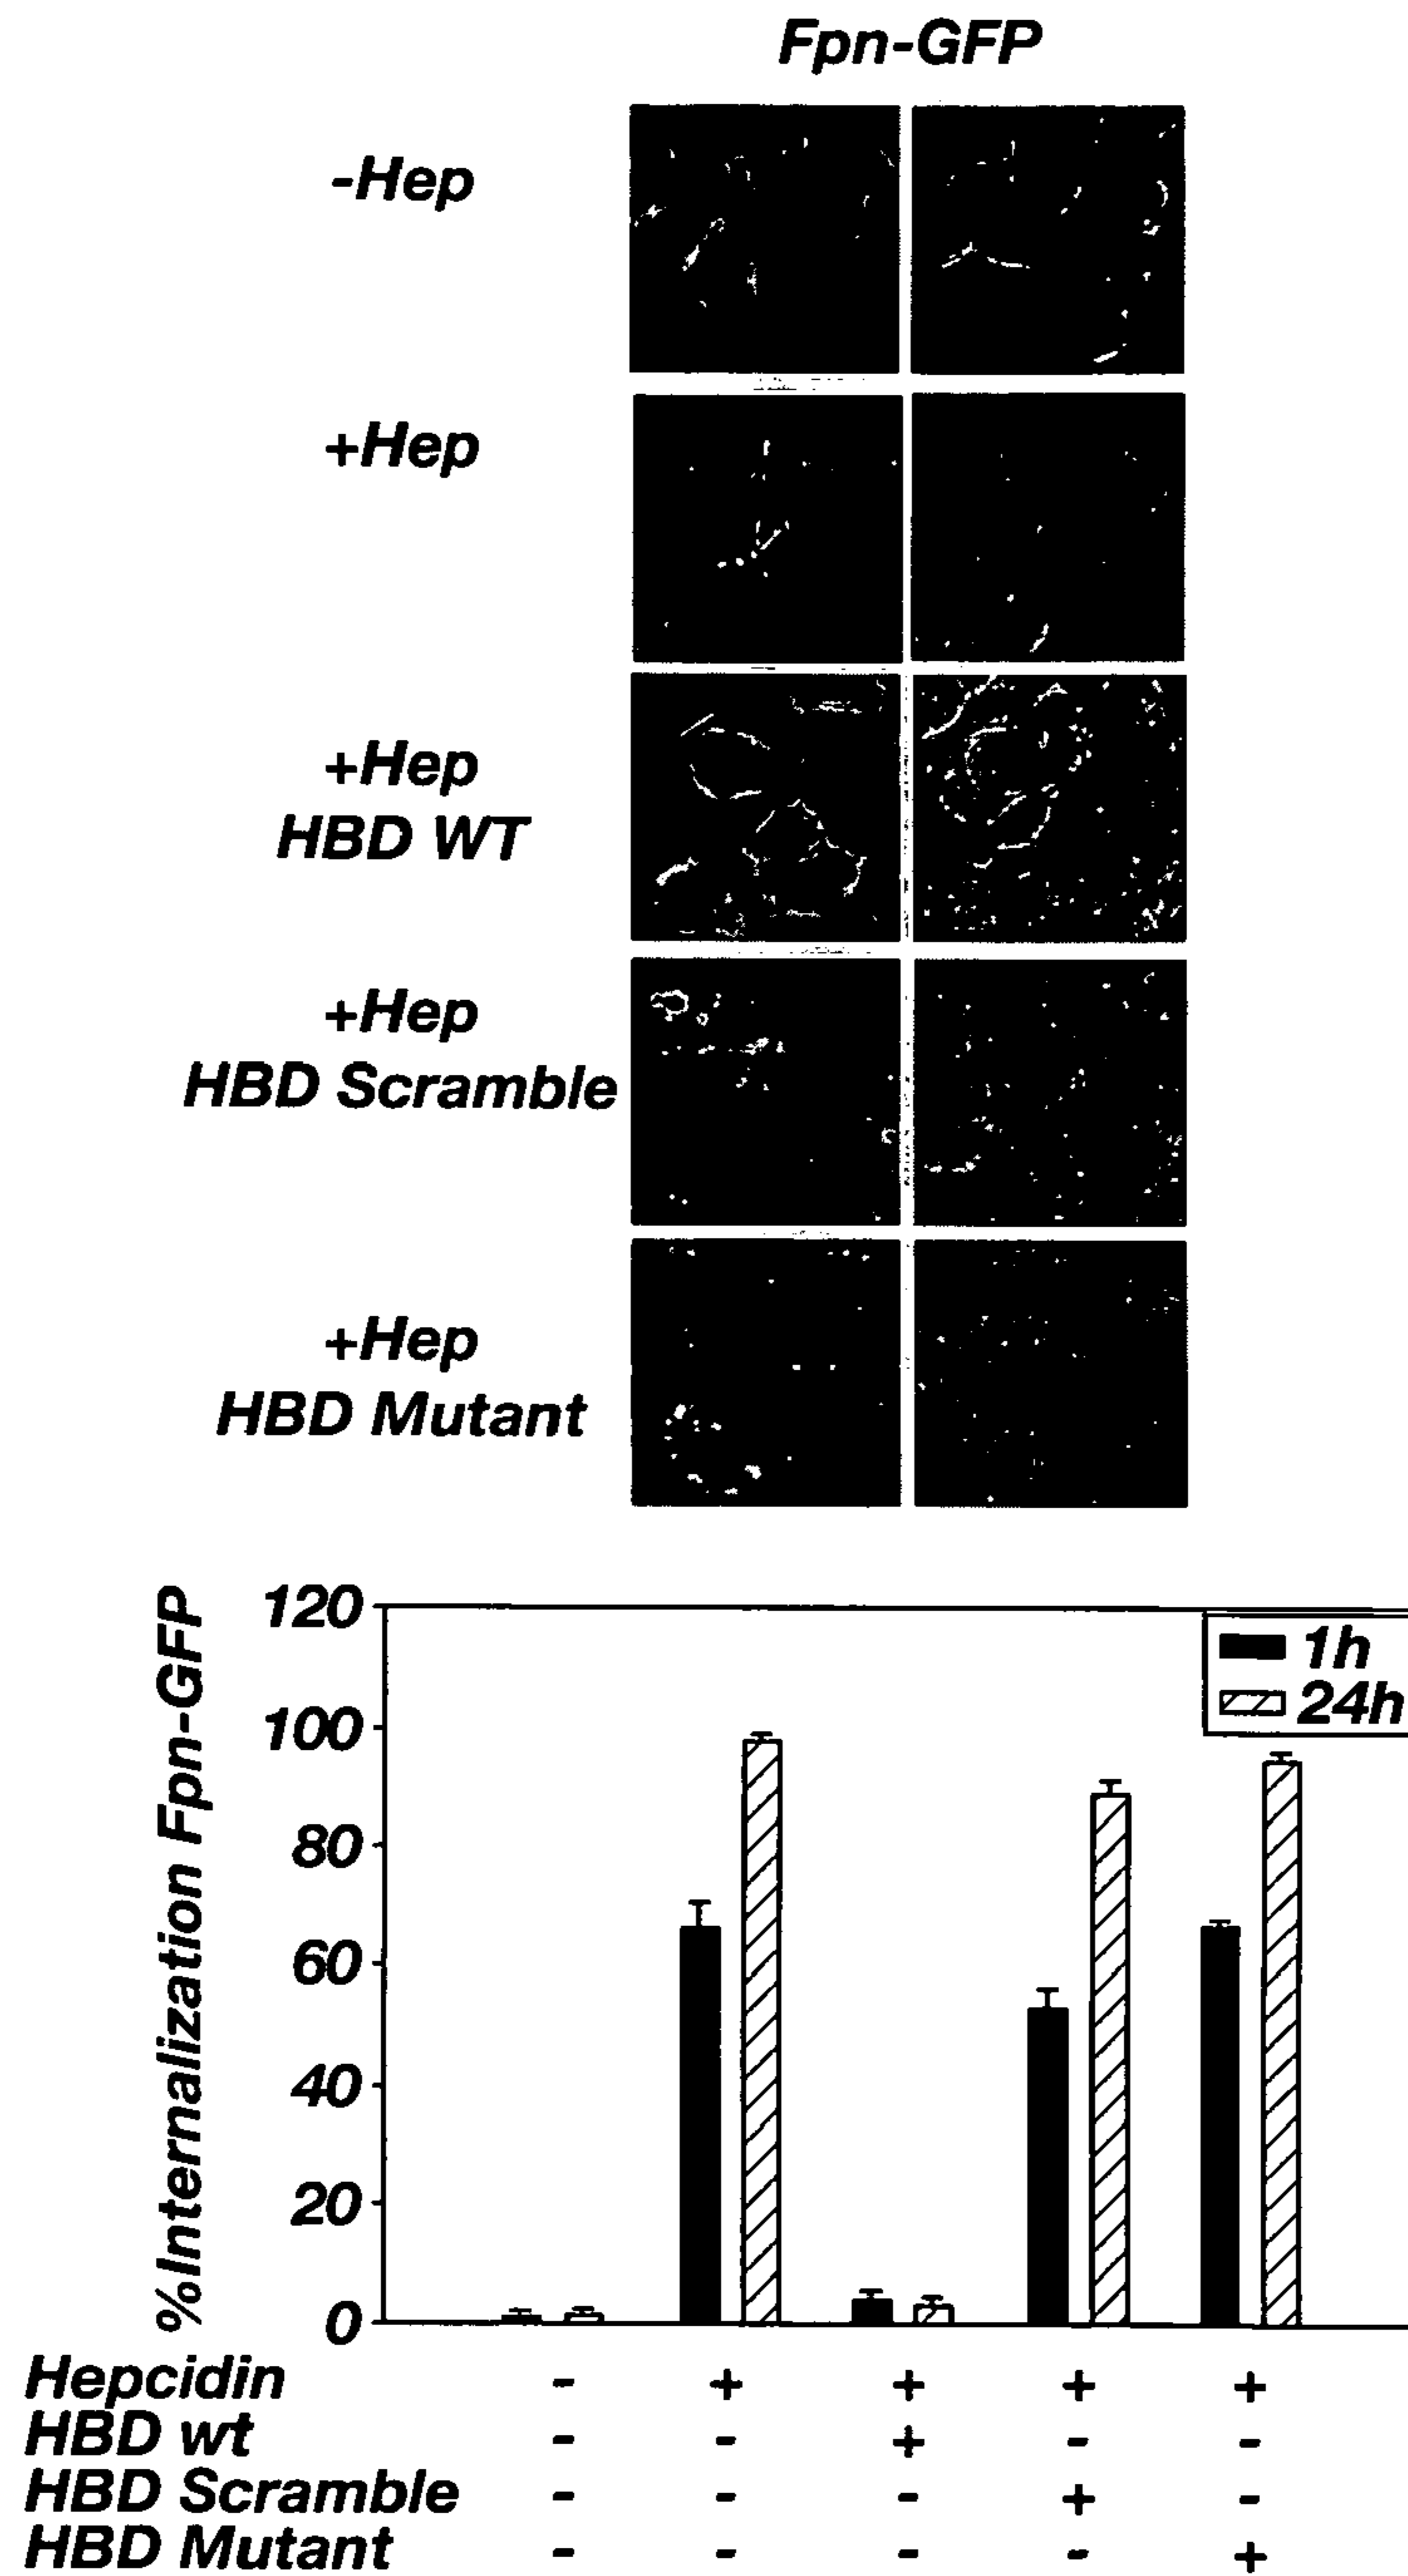 Fpn-GFP
-Hep
+Hep
+Hep
HBD WT
+Hep
HBD Scramble
+Hep
HBD Mutant
%Internalization Fpn-GFP
120
100
80
60
40
20
0
1h
24h
Hepcidin - + + + +
HBD wt - - + - -
HBD Scramble - - - + -
HBD Mutant - - - - +